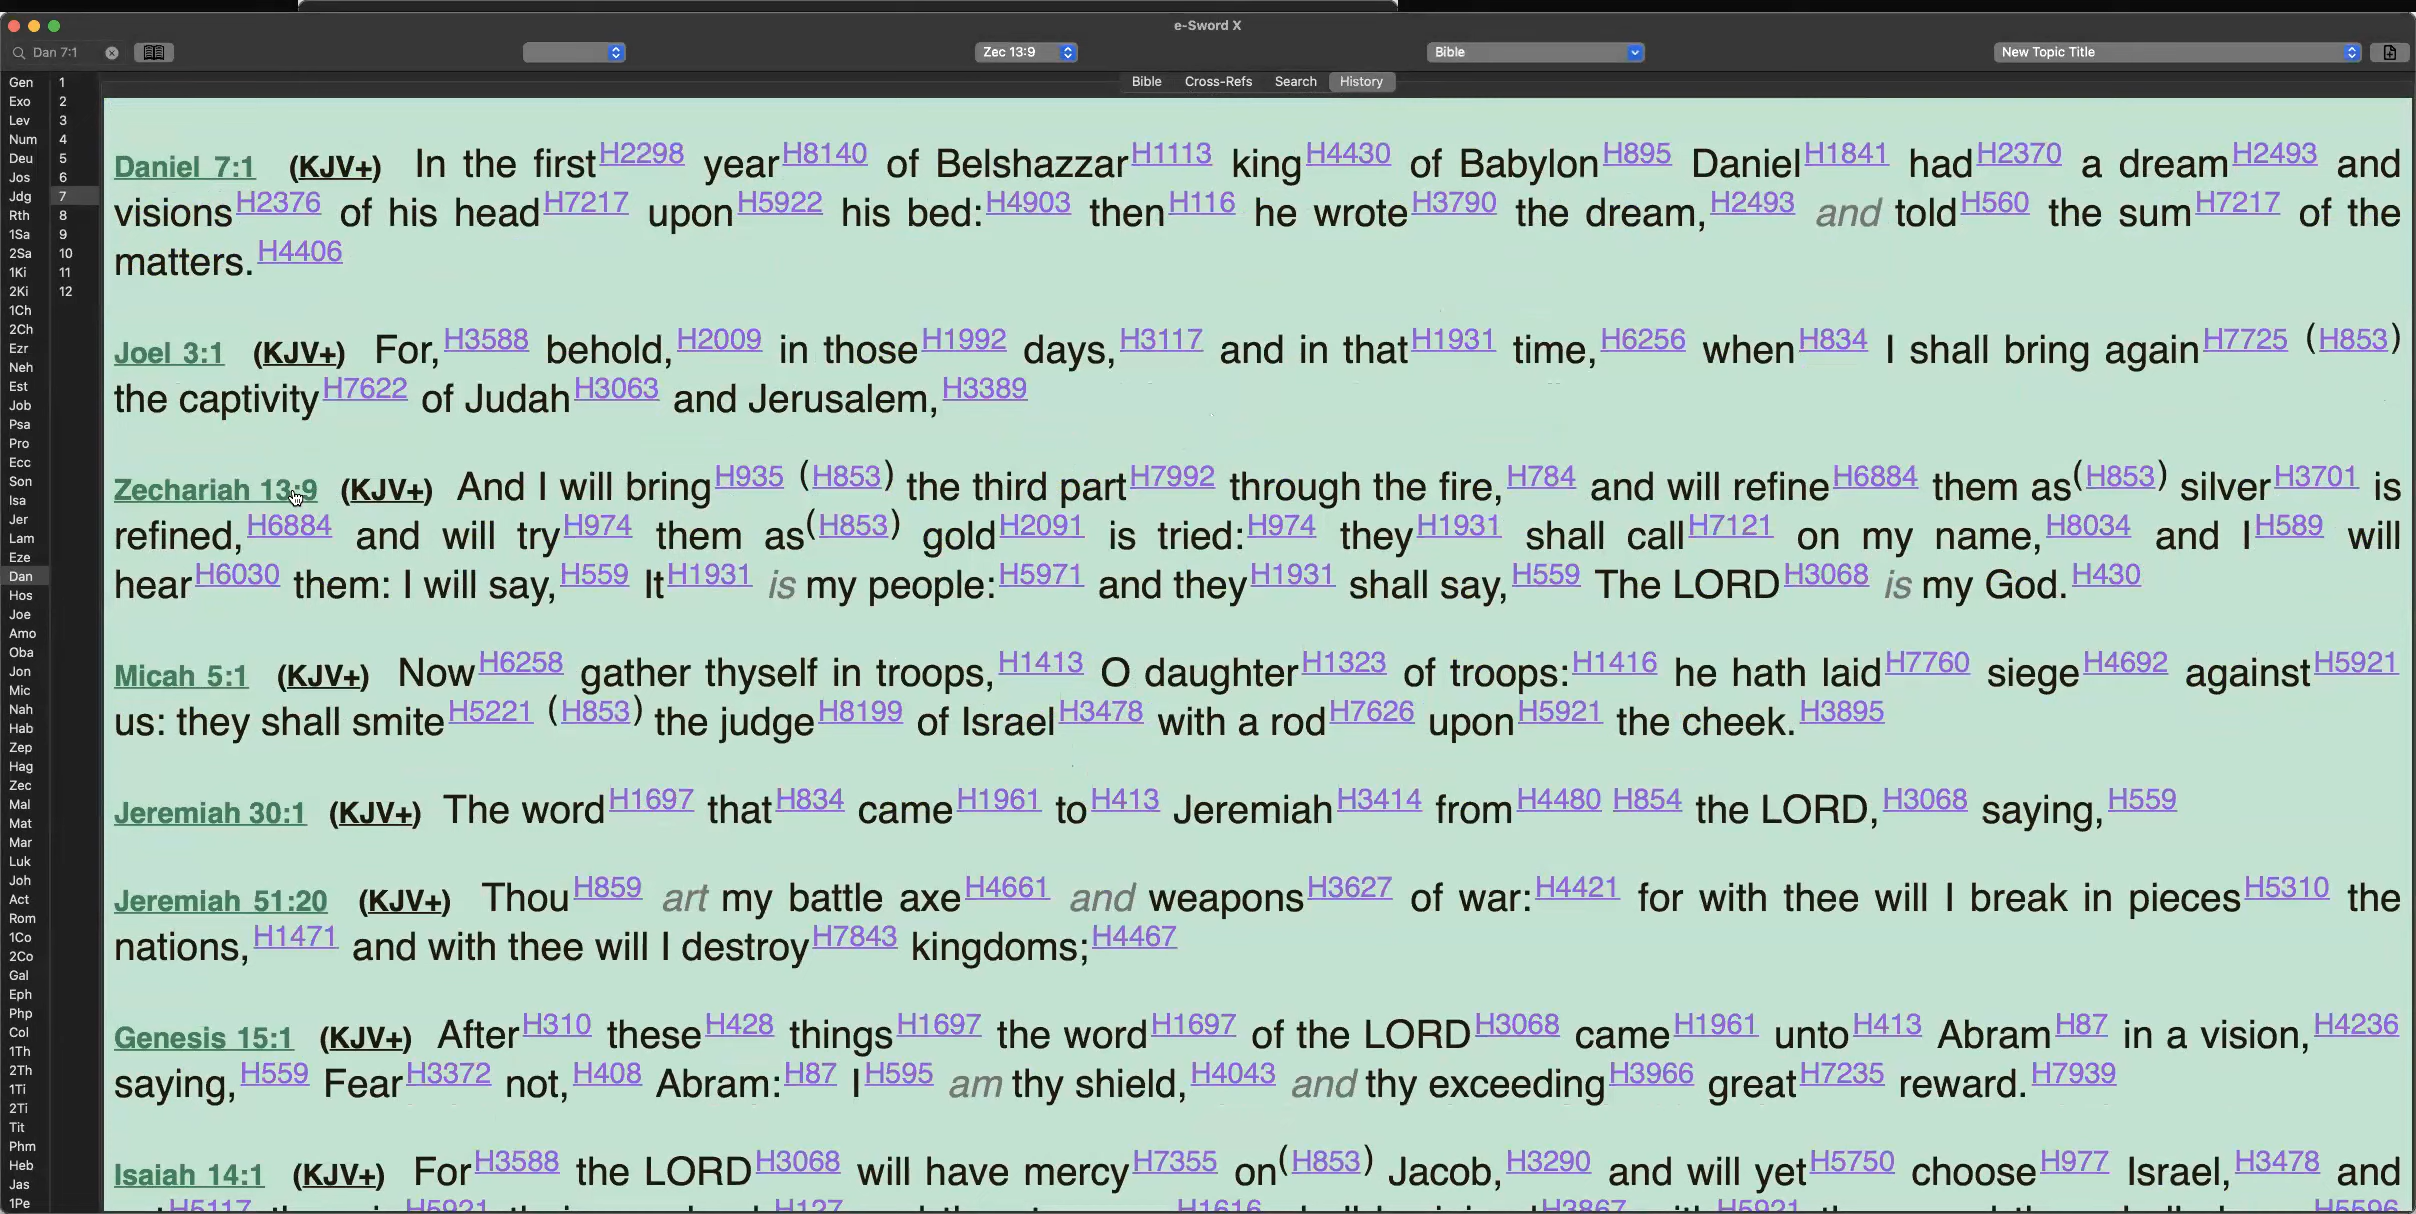 e-Sword X
Dan 7:1
Zec 13:9
Bible
New Topic Title
Bible Cross-Refs Search History
Gen 1
Exo 2
Lev 3
Num 4
Deu 5
Jos 6
Jdg 7
Rth 8
1Sa 9
2Sa 10
1Ki 11
2Ki 12
1Ch
2Ch
Ezr
Neh
Est
Job
Psa
Pro
Ecc
Son
Isa
Jer
Lam
Eze
Dan
Hos
Joe
Amo
Oba
Jon
Mic
Nah
Hab
Zep
Hag
Zec
Mal
Mat
Mar
Luk
Joh
Act
Rom
1Co
2Co
Gal
Eph
Php
Col
1Th
2Th
1Ti
2Ti
Tit
Phm
Heb
Jas
1Pe
Daniel 7:1 (KJV+) In the firstH2298 yearH8140 of BelshazzarH1113 kingH4430 of BabylonH895 DanielH1841 hadH2370 a dreamH2493 and
visionsH2376 of his headH7217 uponH5922 his bed:H4903 thenH116 he wroteH3790 the dream,H2493 and toldH560 the sumH7217 of the
matters.H4406
Joel 3:1 (KJV+) For,H3588 behold,H2009 in thoseH1992 days,H3117 and in thatH1931 time,H6256 whenH834 I shall bring againH7725 (H853)
the captivityH7622 of JudahH3063 and Jerusalem,H3389
Zechariah 13:9 (KJV+) And I will bringH935 (H853) the third partH7992 through the fire,H784 and will refineH6884 them as(H853) silverH3701 is
refined,H6884 and will tryH974 them as(H853) goldH2091 is tried:H974 theyH1931 shall callH7121 on my name,H8034 and IH589 will
hearH6030 them: I will say,H559 ItH1931 is my people:H5971 and theyH1931 shall say,H559 The LORDH3068 is my God.H430
Micah 5:1 (KJV+) NowH6258 gather thyself in troops,H1413 O daughterH1323 of troops:H1416 he hath laidH7760 siegeH4692 againstH5921
us: they shall smiteH5221 (H853) the judgeH8199 of IsraelH3478 with a rodH7626 uponH5921 the cheek.H3895
Jeremiah 30:1 (KJV+) The wordH1697 thatH834 cameH1961 toH413 JeremiahH3414 fromH4480 H854 the LORD,H3068 saying,H559
Jeremiah 51:20 (KJV+) ThouH859 art my battle axeH4661 and weaponsH3627 of war:H4421 for with thee will I break in piecesH5310 the
nations,H1471 and with thee will I destroyH7843 kingdoms;H4467
Genesis 15:1 (KJV+) AfterH310 theseH428 thingsH1697 the wordH1697 of the LORDH3068 cameH1961 untoH413 AbramH87 in a vision,H4236
saying,H559 FearH3372 not,H408 Abram:H87 IH595 am thy shield,H4043 and thy exceedingH3966 greatH7235 reward.H7939
Isaiah 14:1 (KJV+) ForH3588 the LORDH3068 will have mercyH7355 on(H853) Jacob,H3290 and will yetH5750 chooseH977 Israel,H3478 and